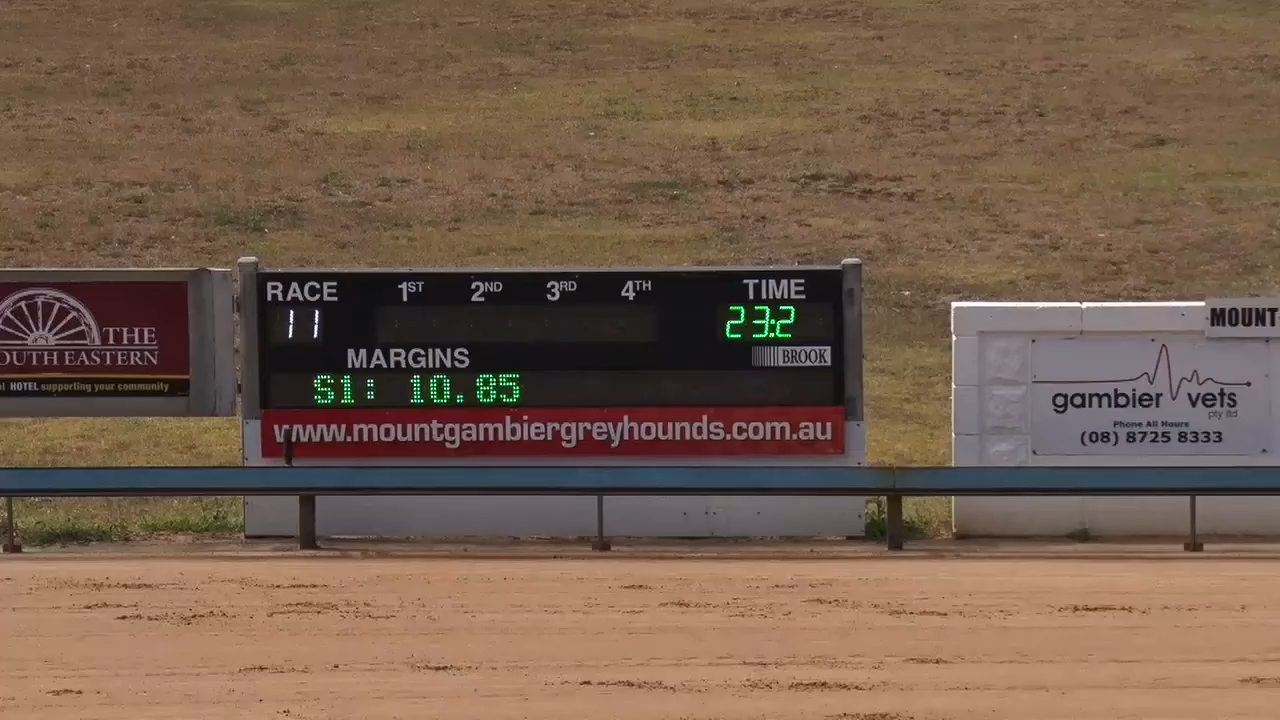 THE
SOUTH EASTERN
HOTEL supporting your community
RACE 1ST 2ND 3RD 4TH TIME
11 23:2
MARGINS BROOK
S1: 10.85
www.mountgambiergreyhounds.com.au
MOUNT
gambier vets
pty ltd
Phone All Hours
(08) 8725 8333